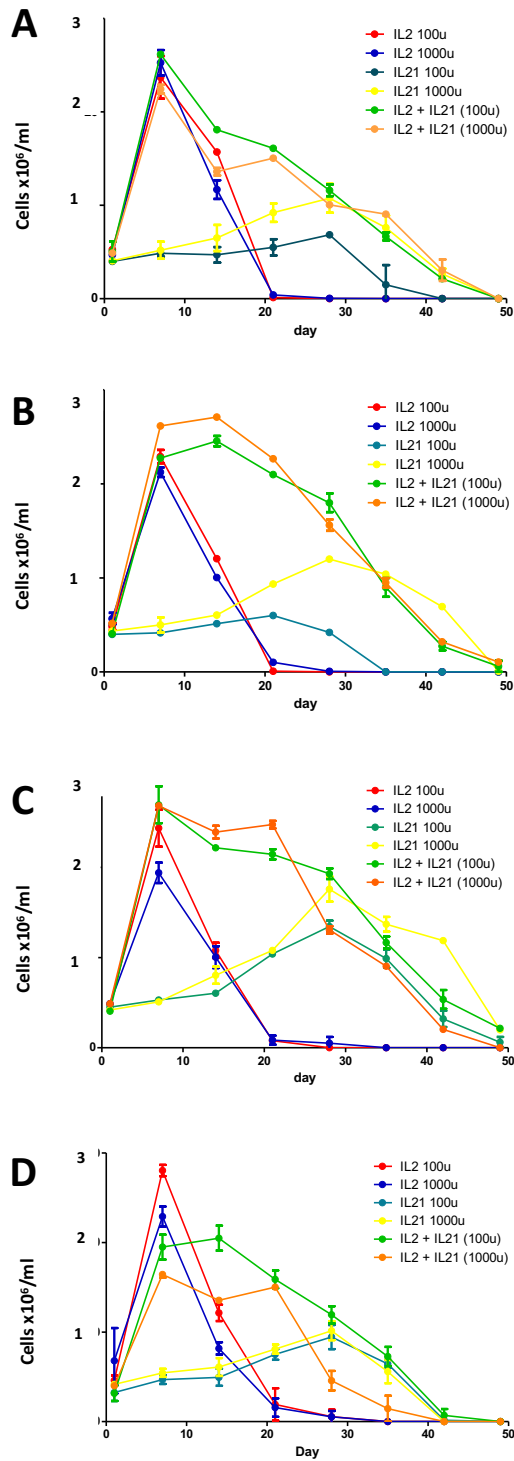 A
3
2
1
0
Cells x10⁶/ml
0 10 20 30 40 50
day
IL2 100u
IL2 1000u
IL21 100u
IL21 1000u
IL2 + IL21 (100u)
IL2 + IL21 (1000u)
B
3
2
1
0
Cells x10⁶/ml
0 10 20 30 40 50
day
IL2 100u
IL2 1000u
IL21 100u
IL21 1000u
IL2 + IL21 (100u)
IL2 + IL21 (1000u)
C
3
2
1
0
Cells x10⁶/ml
0 10 20 30 40 50
day
IL2 100u
IL2 1000u
IL21 100u
IL21 1000u
IL2 + IL21 (100u)
IL2 + IL21 (1000u)
D
3
2
1
0
Cells x10⁶/ml
0 10 20 30 40 50
Day
IL2 100u
IL2 1000u
IL21 100u
IL21 1000u
IL2 + IL21 (100u)
IL2 + IL21 (1000u)